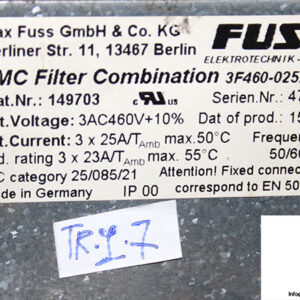 ax Fuss GmbH & Co. KG
erliner Str. 11, 13467 Berlin
FUS
ELEKTROTECHNIK
MC Filter Combination 3F460-025
at.Nr.: 149703
Serien.Nr.: 47
t.Voltage: 3AC460V+10%
Dat of prod.: 15
t.Current: 3 x 25A/TAmb max.50°C
Frequen
d. rating 3 x 23A/TAmb max. 55°C
50/60
C category 25/085/21
Attention! Fixed connec
de in Germany
IP 00
correspond to EN 50
TR.Y.7